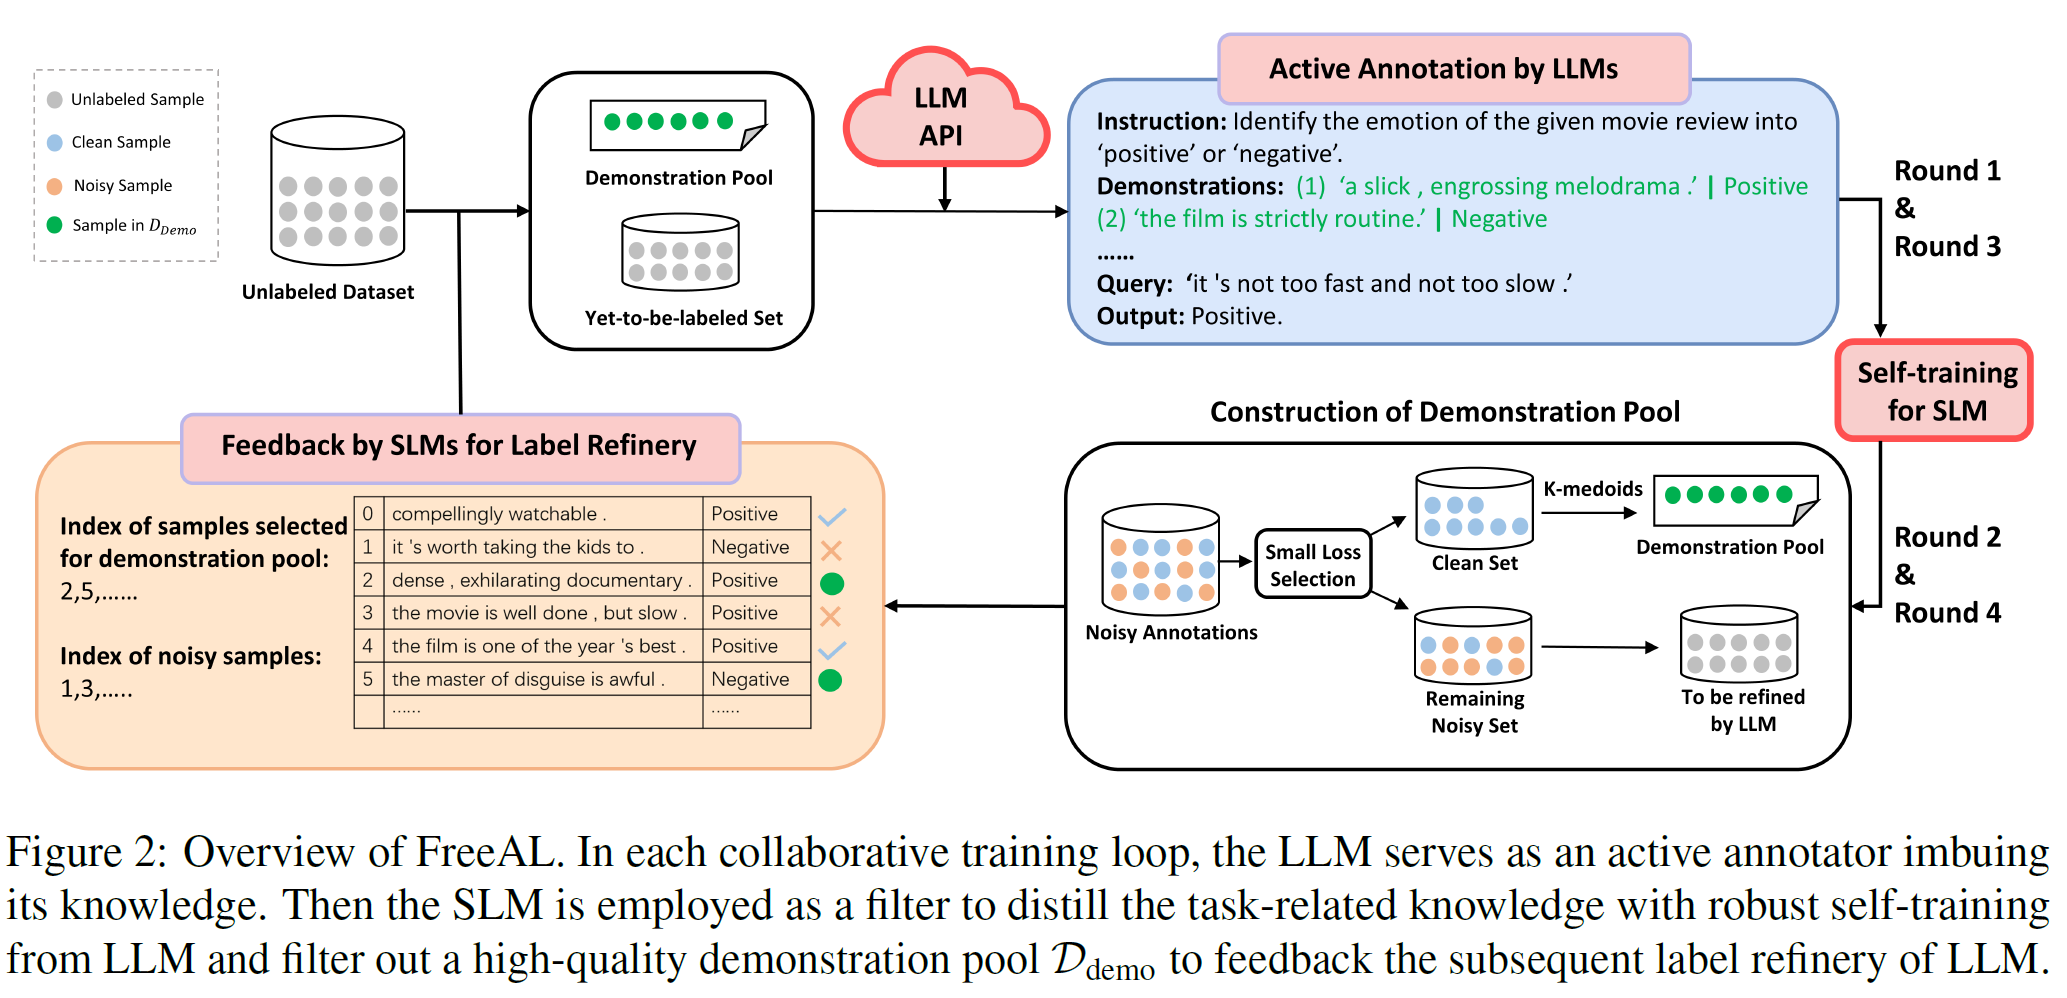 Unlabeled Sample
Clean Sample
Noisy Sample
Sample in 𝒟_Demo
Unlabeled Dataset
Demonstration Pool
Yet-to-be-labeled Set
LLM
API
Active Annotation by LLMs
Instruction: Identify the emotion of the given movie review into
‘positive’ or ‘negative’.
Demonstrations: (1) ‘a slick , engrossing melodrama .’ | Positive
(2) ‘the film is strictly routine.’ | Negative
......
Query: ‘it 's not too fast and not too slow .’
Output: Positive.
Round 1
&
Round 3
Self-training
for SLM
Round 2
&
Round 4
Construction of Demonstration Pool
Noisy Annotations
Small Loss
Selection
Clean Set
K-medoids
Demonstration Pool
Remaining
Noisy Set
To be refined
by LLM
Feedback by SLMs for Label Refinery
Index of samples selected
for demonstration pool:
2,5,......
Index of noisy samples:
1,3,.....
0 compellingly watchable . Positive
1 it 's worth taking the kids to . Negative
2 dense , exhilarating documentary . Positive
3 the movie is well done , but slow . Positive
4 the film is one of the year 's best . Positive
5 the master of disguise is awful . Negative
...... ......
Figure 2: Overview of FreeAL. In each collaborative training loop, the LLM serves as an active annotator imbuing
its knowledge. Then the SLM is employed as a filter to distill the task-related knowledge with robust self-training
from LLM and filter out a high-quality demonstration pool 𝒟_demo to feedback the subsequent label refinery of LLM.